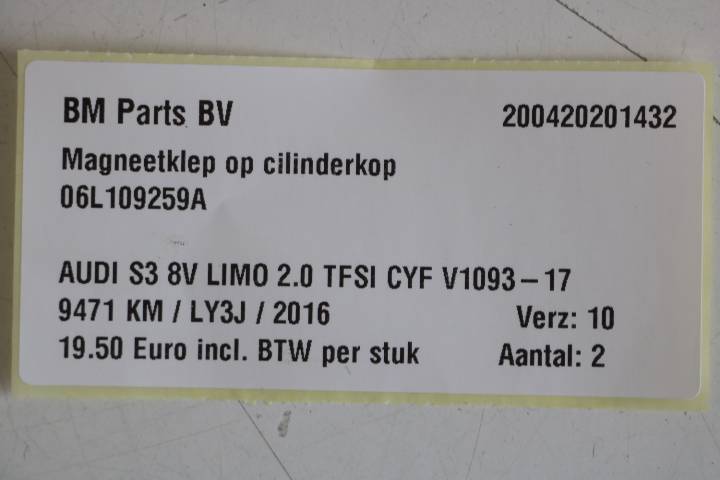 BM Parts BV 200420201432
Magneetklep op cilinderkop
06L109259A
AUDI S3 8V LIMO 2.0 TFSI CYF V1093-17
9471 KM / LY3J / 2016 Verz: 10
19.50 Euro incl. BTW per stuk Aantal: 2